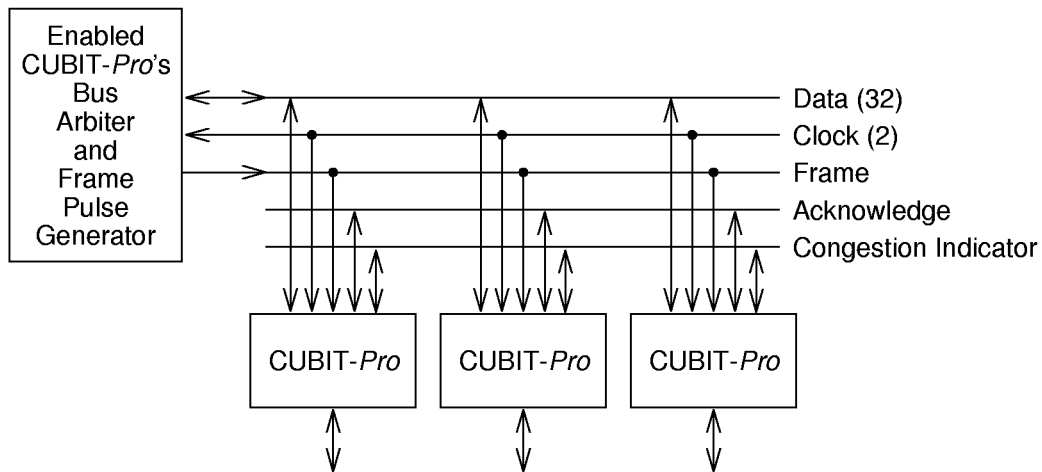 Enabled
CUBIT-Pro's
Bus
Arbiter
and
Frame
Pulse
Generator
Data (32)
Clock (2)
Frame
Acknowledge
Congestion Indicator
CUBIT-Pro
CUBIT-Pro
CUBIT-Pro